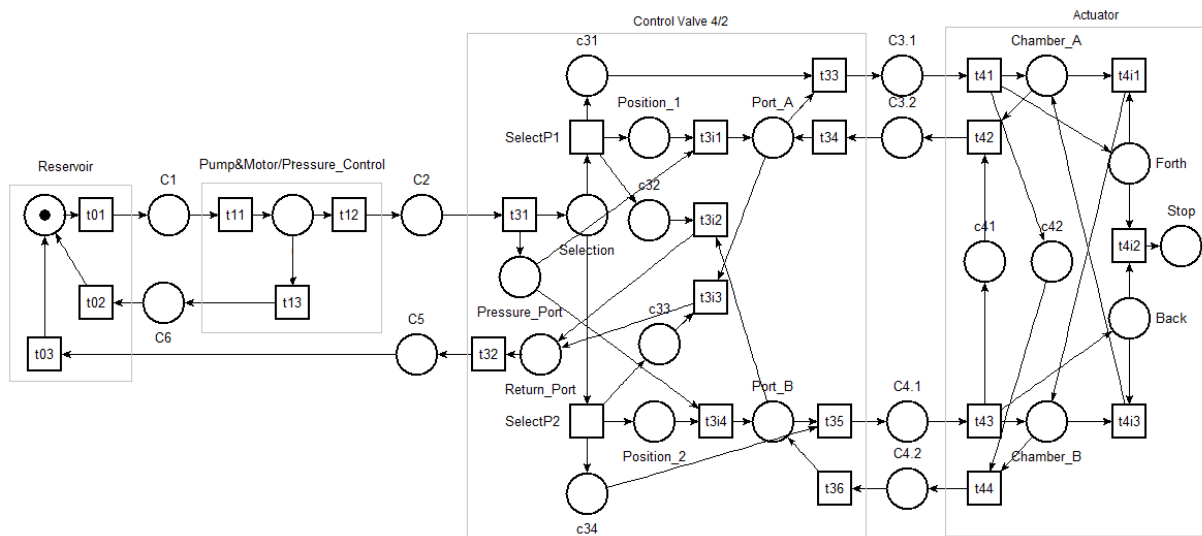 Control Valve 4/2
Actuator
c31
C3.1
Chamber_A
t33
t41
t4i1
Position_1
Port_A
C3.2
SelectP1
t3i1
t34
t42
Reservoir
Pump&Motor/Pressure_Control
Forth
C1
C2
c32
t01
t11
t12
t31
t3i2
Selection
Stop
c41
c42
t4i2
t02
t13
t3i3
Pressure_Port
c33
Back
C6
C5
t03
t32
Return_Port
Port_B
C4.1
SelectP2
t3i4
t35
t43
t4i3
Position_2
C4.2
Chamber_B
t36
t44
c34